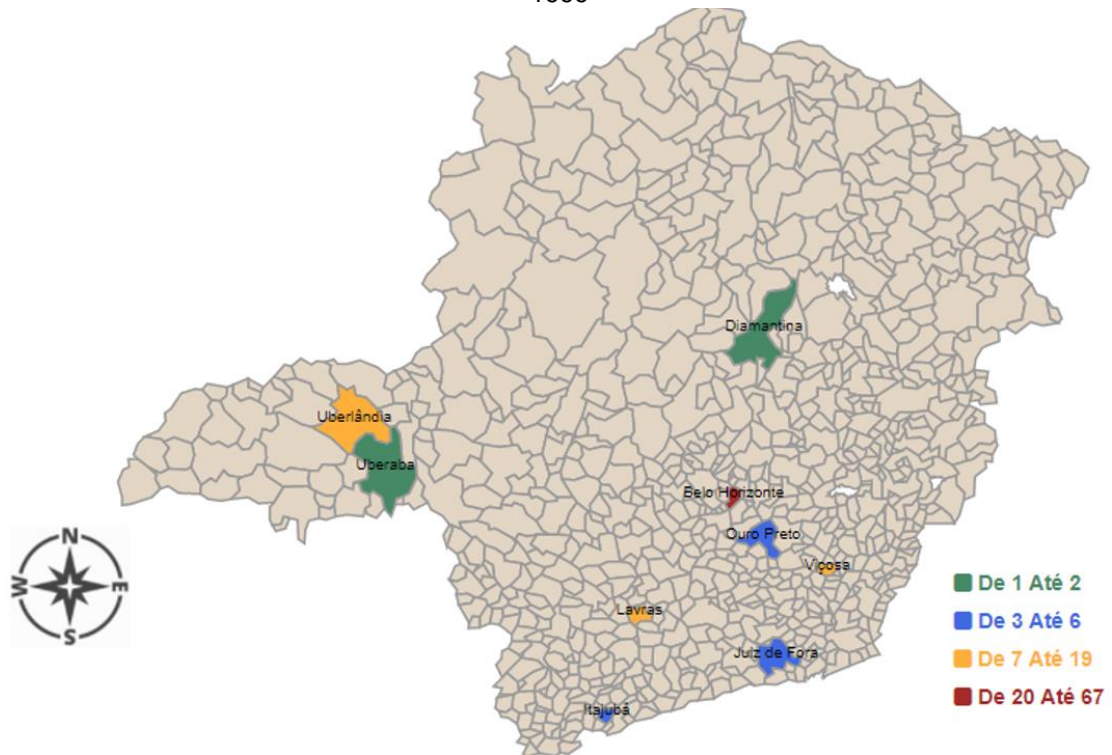 Diamantina
Uberlândia
Uberaba
Belo Horizonte
Ouro Preto
Viçosa
Lavras
Juiz de Fora
Itajubá
N
W
E
S
De 1 Até 2
De 3 Até 6
De 7 Até 19
De 20 Até 67